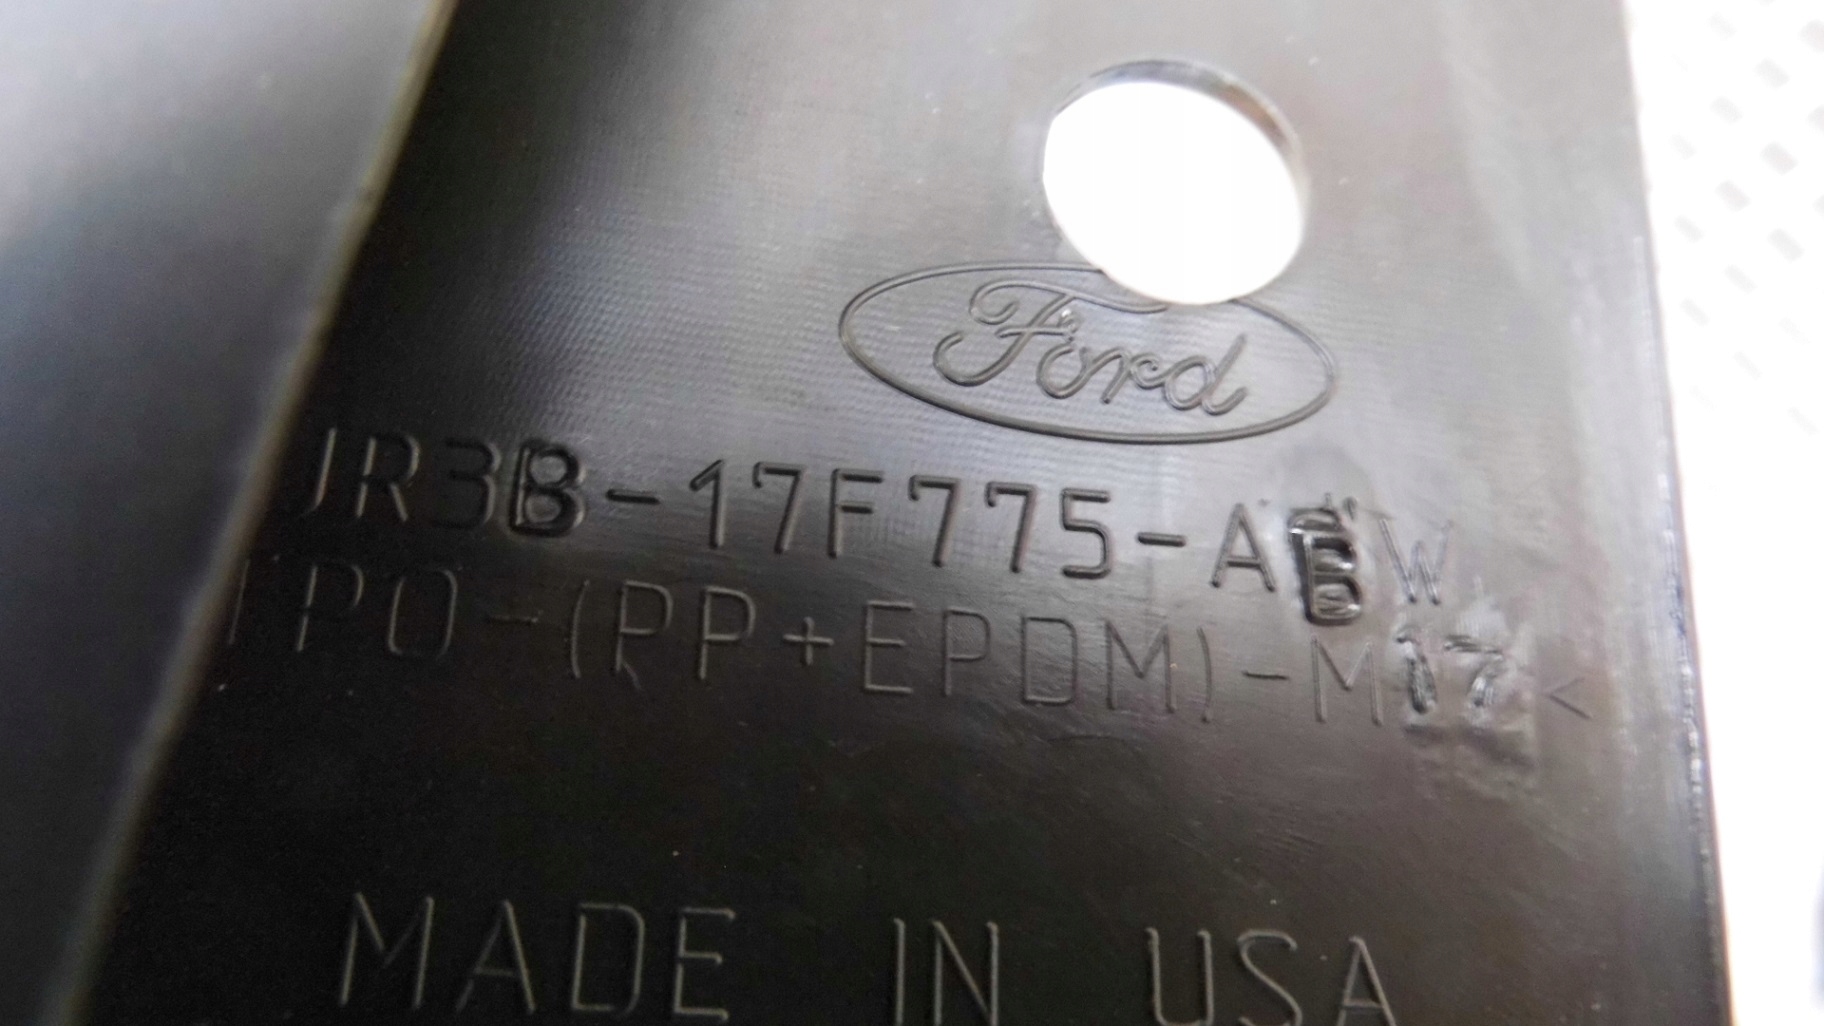 Ford
JR3B-17F775-ABW
TPO-(PP+EPDM)-M17<
MADE IN USA